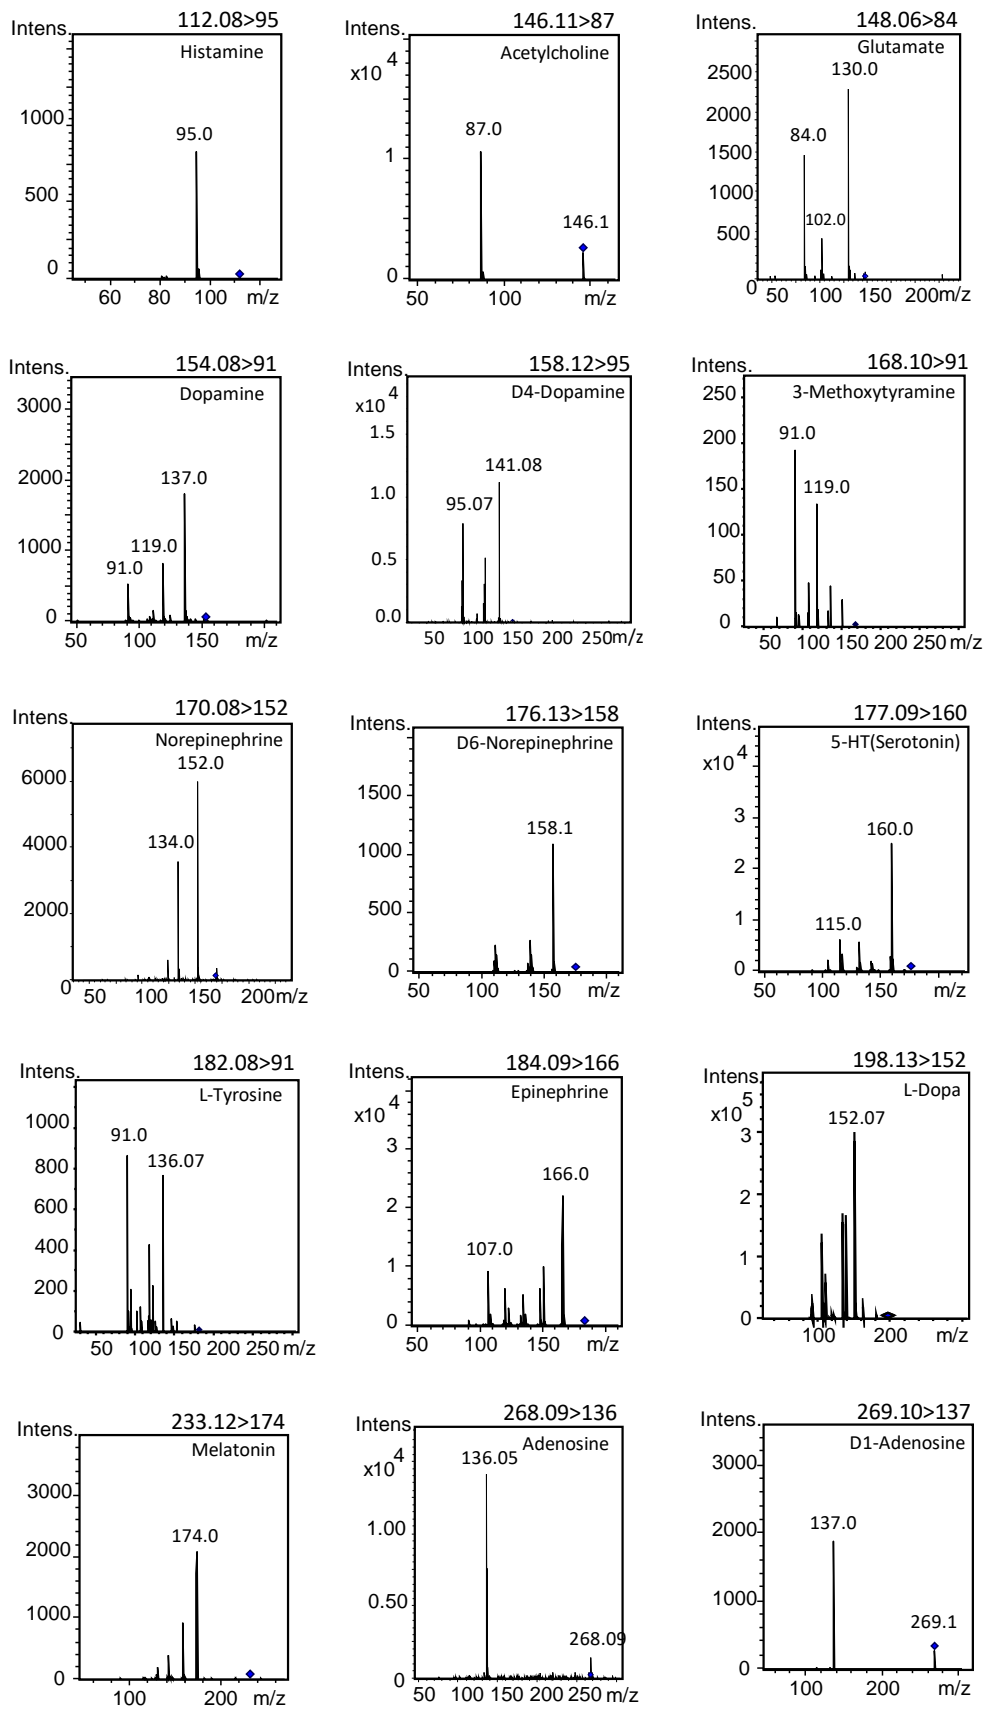 112.08>95
Intens.
Histamine
1000
95.0
500
0
60 80 100 m/z
146.11>87
Intens.
x10 4
Acetylcholine
87.0
1
146.1
0
50 100 m/z
148.06>84
Intens.
Glutamate
2500
130.0
2000
84.0
1500
1000
102.0
500
0 50 100 150 200m/z
154.08>91
Intens.
Dopamine
3000
2000
137.0
119.0
1000
91.0
0
50 100 150 m/z
158.12>95
Intens.
x10 4
D4-Dopamine
1.5
141.08
1.0
95.07
0.5
0.0
50 100 150 200 250m/z
168.10>91
Intens.
250
3-Methoxytyramine
91.0
200
119.0
150
100
50
0
50 100 150 200 250 m/z
170.08>152
Intens.
Norepinephrine
152.0
6000
134.0
4000
2000
0 50 100 150 200m/z
176.13>158
Intens.
D6-Norepinephrine
1500
158.1
1000
500
0
50 100 150 m/z
177.09>160
Intens.
5-HT(Serotonin)
x10 4
3
160.0
2
115.0
1
0
50 100 150 m/z
182.08>91
Intens.
L-Tyrosine
1000
91.0
136.07
800
600
400
200
0
50 100 150 200 250 m/z
184.09>166
Intens.
x10 4
Epinephrine
3
166.0
2
107.0
1
0
50 100 150 m/z
198.13>152
Intens.
x10 5
L-Dopa
152.07
3
2
1
0
100 200 m/z
233.12>174
Intens.
Melatonin
3000
174.0
2000
1000
0
100 200 m/z
268.09>136
Intens.
x10 4
Adenosine
136.05
1.00
0.50
268.09
0
50 100 150 200 250 m/z
269.10>137
Intens.
D1-Adenosine
3000
137.0
2000
1000
269.1
0
100 200 m/z